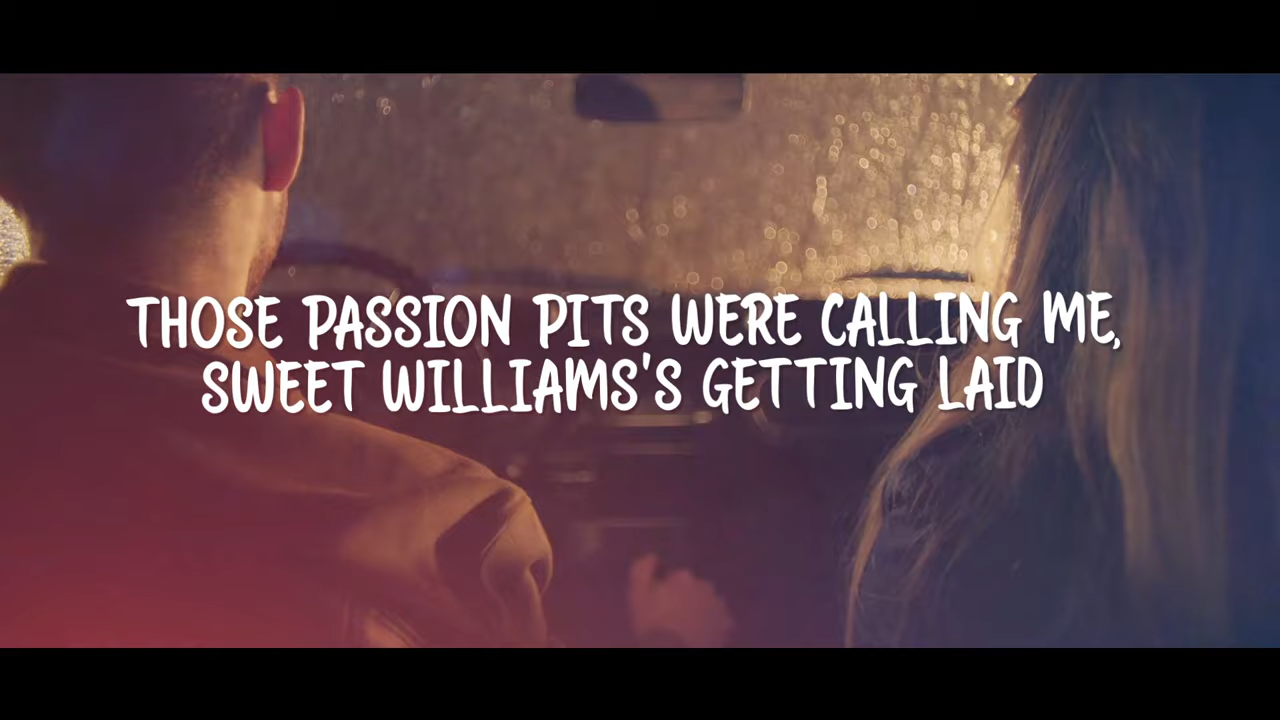 THOSE PASSION PITS WERE CALLING ME,
SWEET WILLIAMS'S GETTING LAID